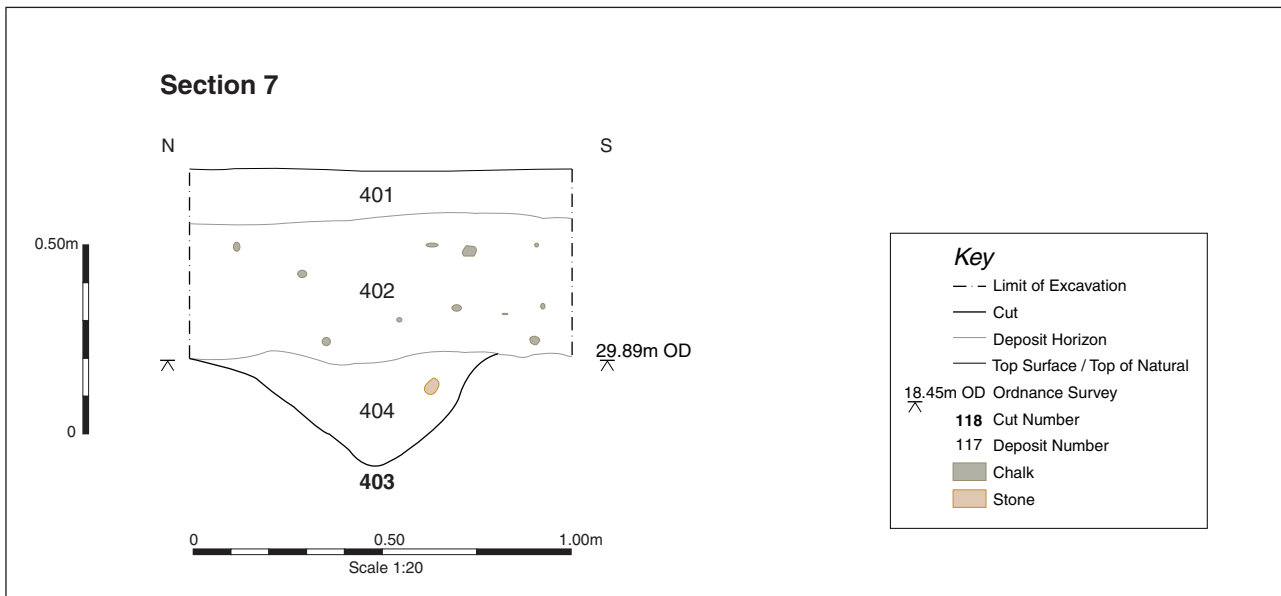 Section 7
N
S
401
0.50m
402
29.89m OD
404
0
403
0 0.50 1.00m
Scale 1:20
Key
Limit of Excavation
Cut
Deposit Horizon
Top Surface / Top of Natural
18.45m OD Ordnance Survey
118 Cut Number
117 Deposit Number
Chalk
Stone